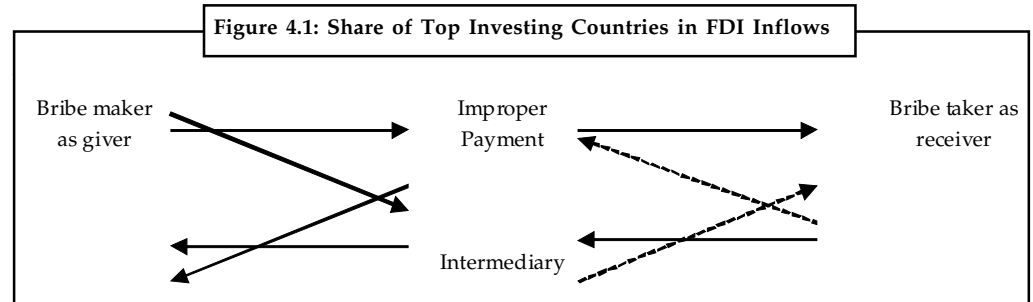 Figure 4.1: Share of Top Investing Countries in FDI Inflows
Bribe maker
as giver
Improper
Payment
Bribe taker as
receiver
Intermediary